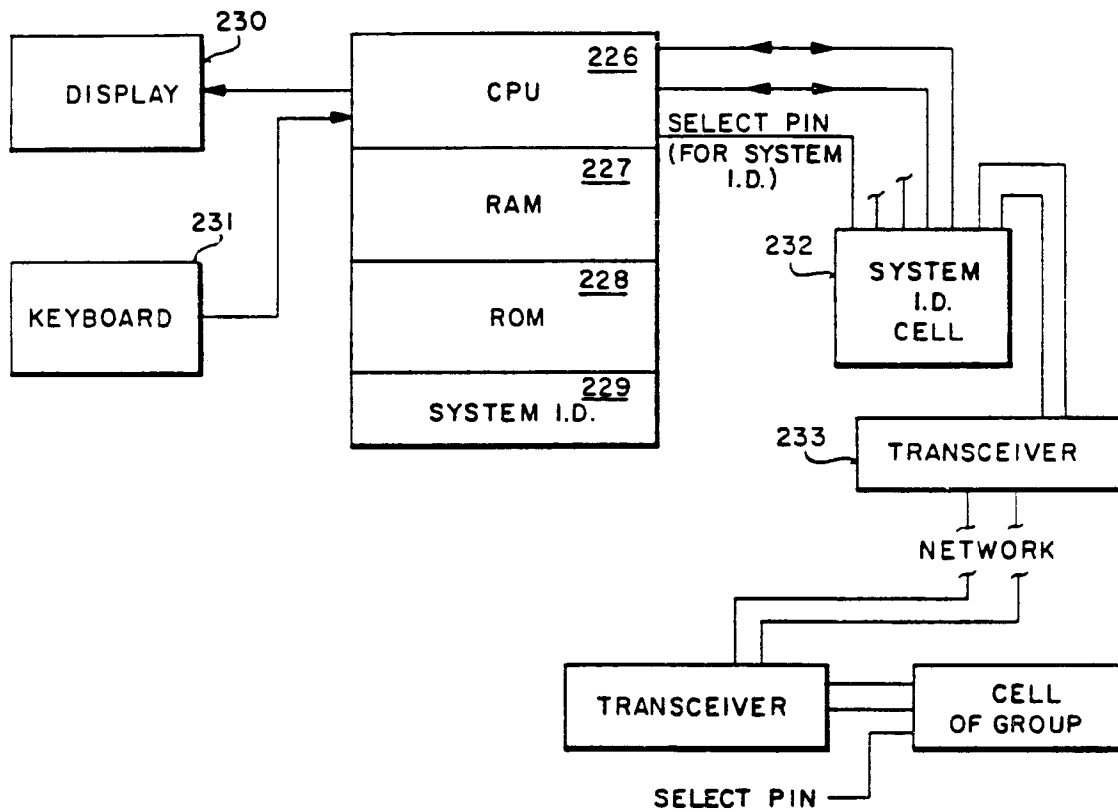 230
DISPLAY
231
KEYBOARD
226
CPU
227
RAM
228
ROM
229
SYSTEM I.D.
SELECT PIN
(FOR SYSTEM
I.D.)
232
SYSTEM
I.D.
CELL
233
TRANSCEIVER
NETWORK
TRANSCEIVER
CELL
OF GROUP
SELECT PIN